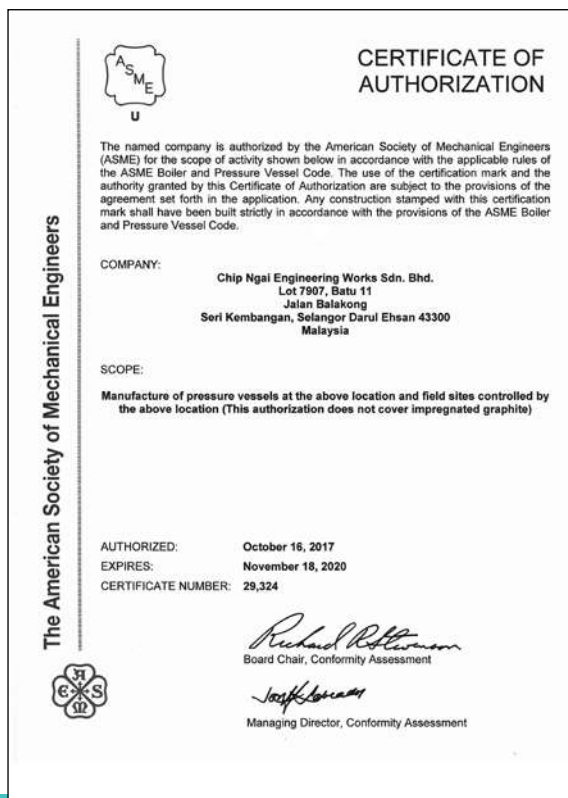 ASME
U
CERTIFICATE OF
AUTHORIZATION
The named company is authorized by the American Society of Mechanical Engineers
(ASME) for the scope of activity shown below in accordance with the applicable rules of
the ASME Boiler and Pressure Vessel Code. The use of the certification mark and the
authority granted by this Certificate of Authorization are subject to the provisions of the
agreement set forth in the application. Any construction stamped with this certification
mark shall have been built strictly in accordance with the provisions of the ASME Boiler
and Pressure Vessel Code.
COMPANY:
Chip Ngai Engineering Works Sdn. Bhd.
Lot 7907, Batu 11
Jalan Balakong
Seri Kembangan, Selangor Darul Ehsan 43300
Malaysia
SCOPE:
Manufacture of pressure vessels at the above location and field sites controlled by
the above location (This authorization does not cover impregnated graphite)
AUTHORIZED: October 16, 2017
EXPIRES: November 18, 2020
CERTIFICATE NUMBER: 29,324
Board Chair, Conformity Assessment
Managing Director, Conformity Assessment
The American Society of Mechanical Engineers
ASME